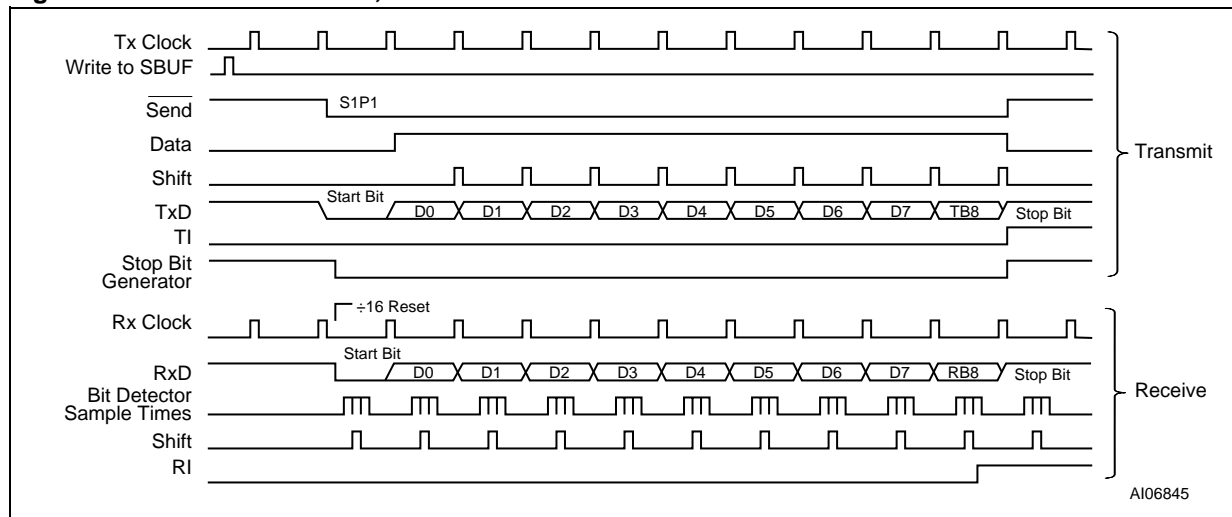 Tx Clock
Write to SBUF
Send
S1P1
Data
Shift
Start Bit
TxD
D0 D1 D2 D3 D4 D5 D6 D7 TB8 Stop Bit
TI
Stop Bit
Generator
Transmit
÷16 Reset
Rx Clock
Start Bit
RxD
D0 D1 D2 D3 D4 D5 D6 D7 RB8 Stop Bit
Bit Detector
Sample Times
Shift
RI
Receive
AI06845